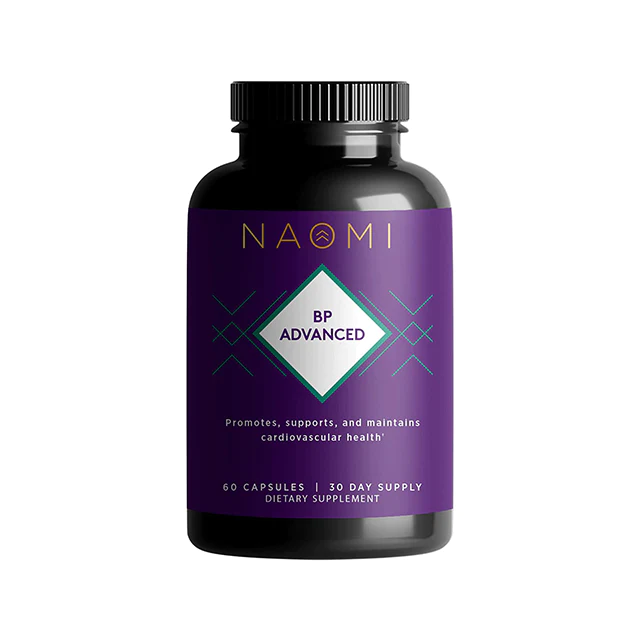 NAOMI
BP
ADVANCED
Promotes, supports, and maintains
cardiovascular health†
60 CAPSULES | 30 DAY SUPPLY
DIETARY SUPPLEMENT